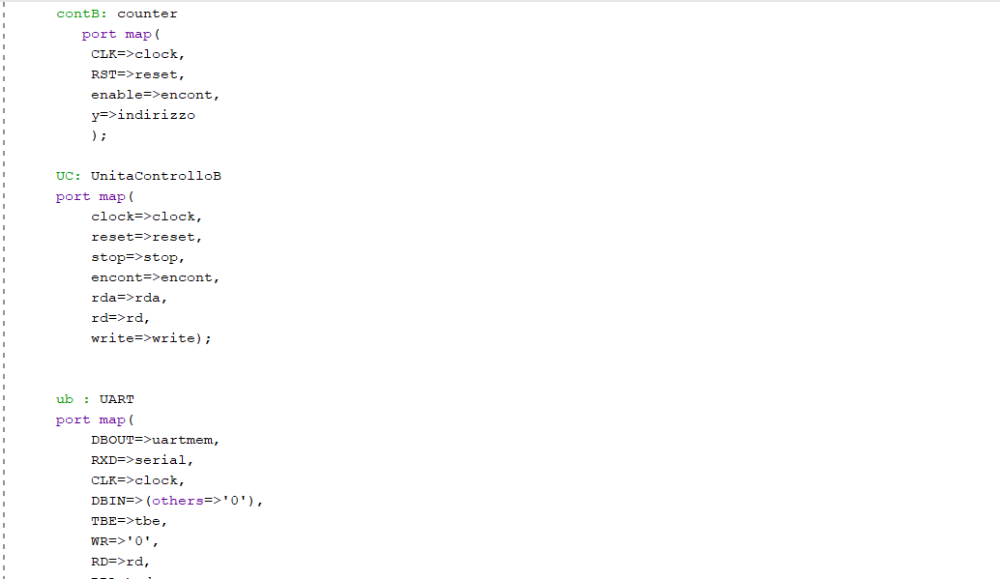 contB: counter
port map(
CLK=>clock,
RST=>reset,
enable=>encont,
y=>indirizzo
);
UC: UnitaControlloB
port map(
clock=>clock,
reset=>reset,
stop=>stop,
encont=>encont,
rda=>rda,
rd=>rd,
write=>write);
ub : UART
port map(
DBOUT=>uartmem,
RXD=>serial,
CLK=>clock,
DBIN=>(others=>'0'),
TBE=>tbe,
WR=>'0',
RD=>rd,